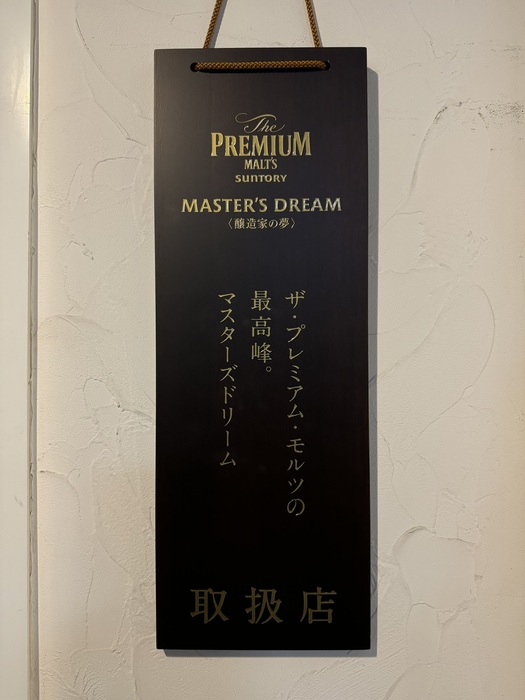 The
PREMIUM
MALT'S
SUNTORY
MASTER'S DREAM
〈醸造家の夢〉
ザ・プレミアム・モルツの
最高峰。
マスターズドリーム
取扱店